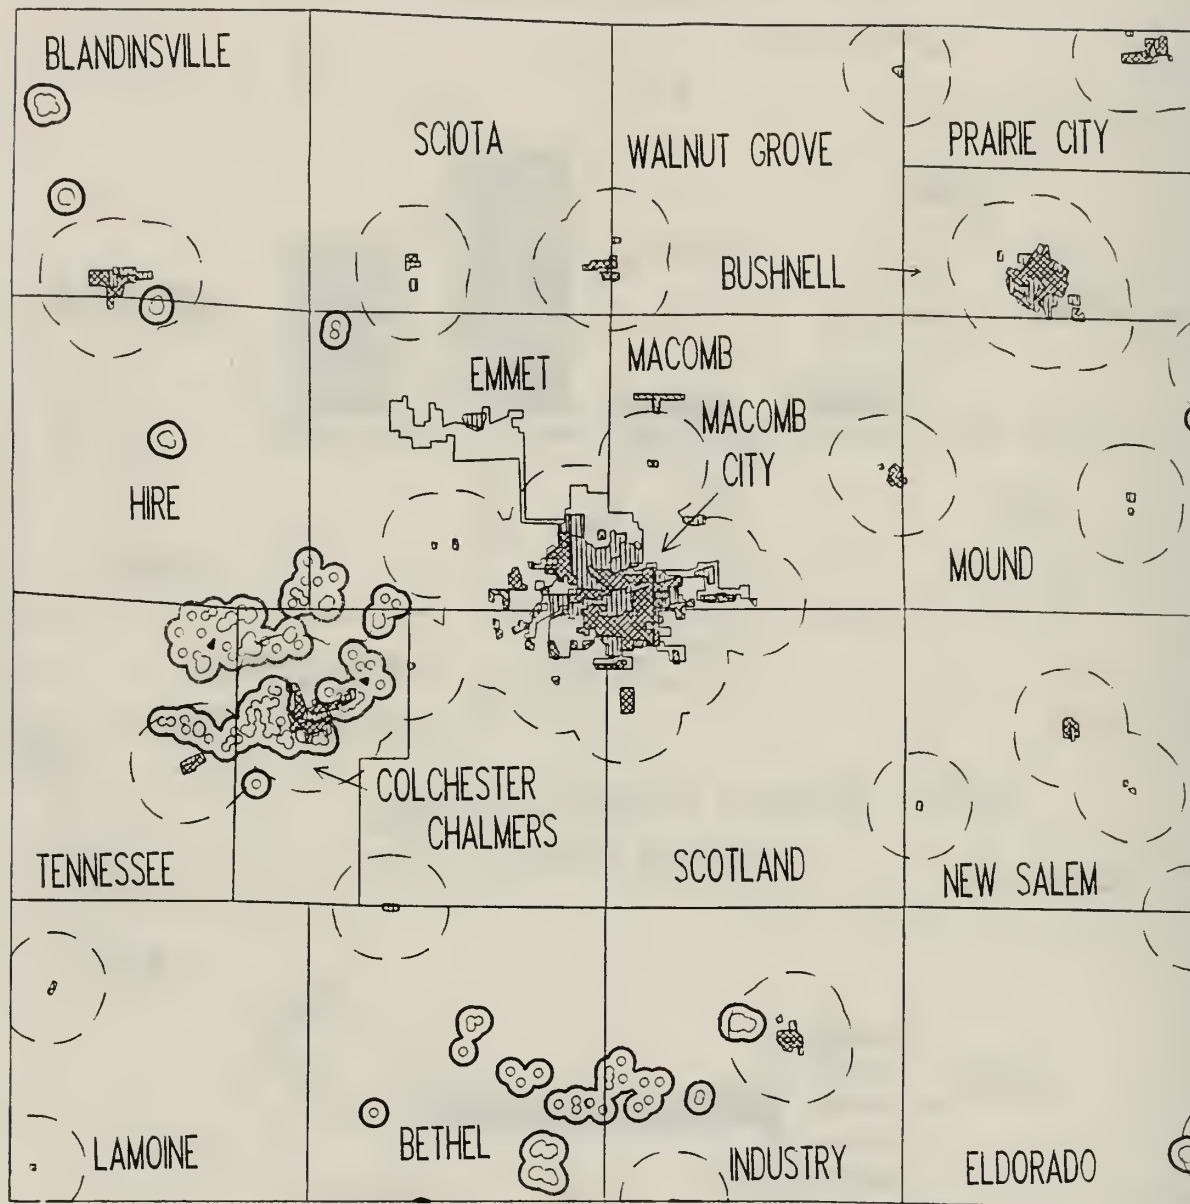 BLANDINSVILLE
SCIOTA
WALNUT GROVE
PRAIRIE CITY
BUSHNELL
EMMET
MACOMB
MACOMB
CITY
HIRE
MOUND
COLCHESTER
CHALMERS
TENNESSEE
SCOTLAND
NEW SALEM
LAMOINE
BETHEL
INDUSTRY
ELDORADO